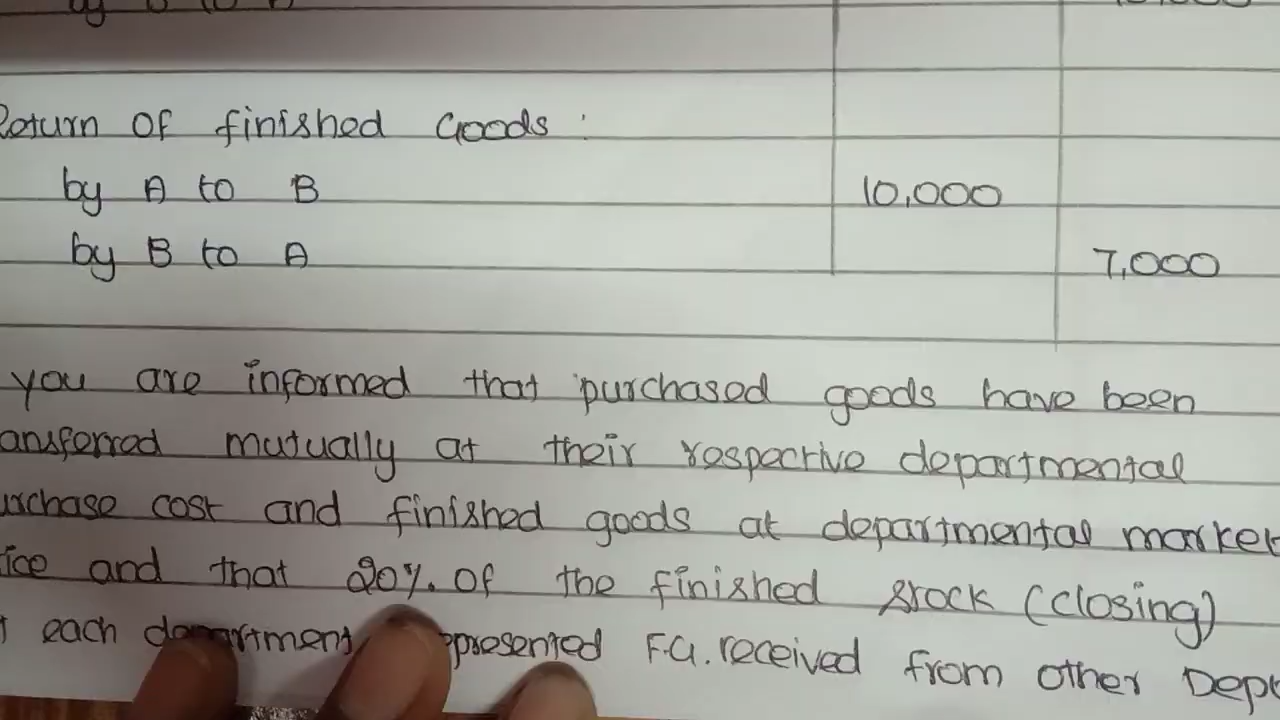 Return of finished Goods :
by A to B 10,000
by B to A 7,000
you are informed that purchased goods have been
ansferred mutually at their respective departmental
urchase cost and finished goods at departmental market
ice and that 20% of the finished stock (closing)
each department represented F.G. received from other Dept